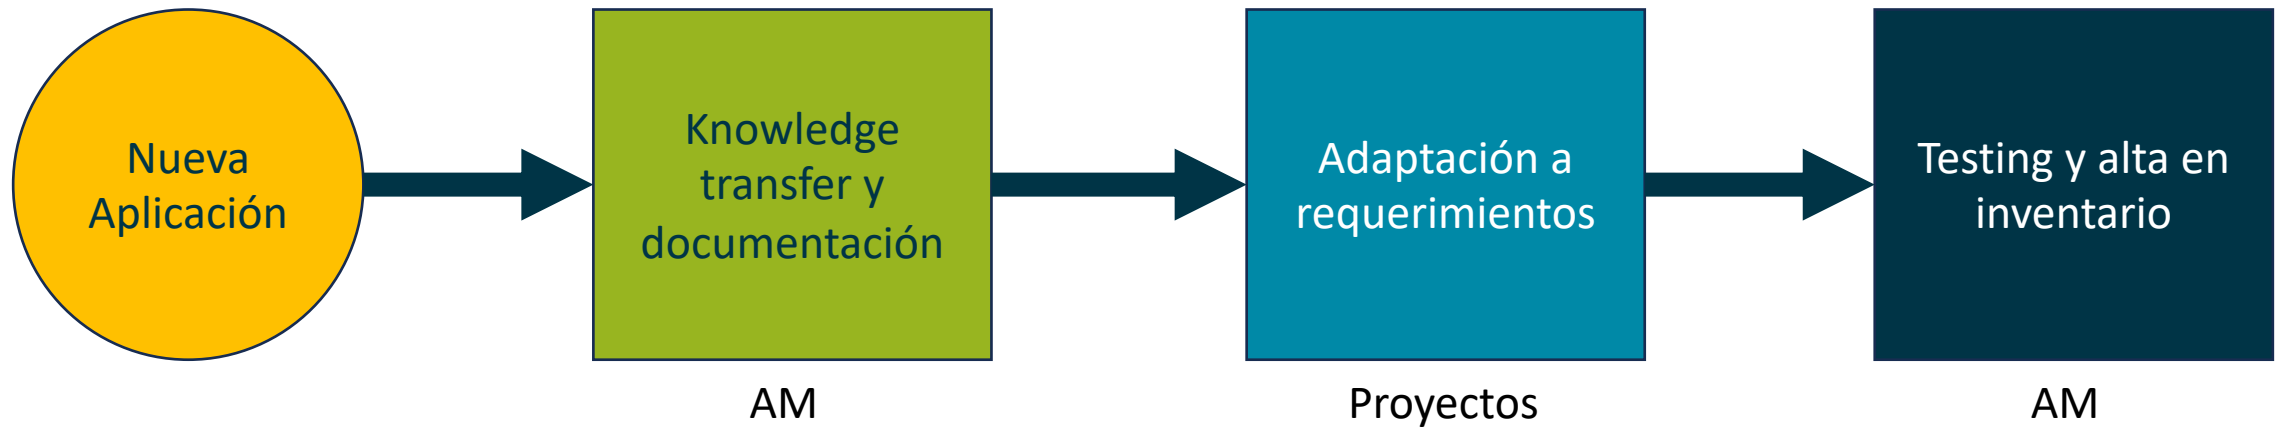 Nueva
Aplicación
Knowledge
transfer y
documentación
Adaptación a
requerimientos
Testing y alta en
inventario
AM
Proyectos
AM